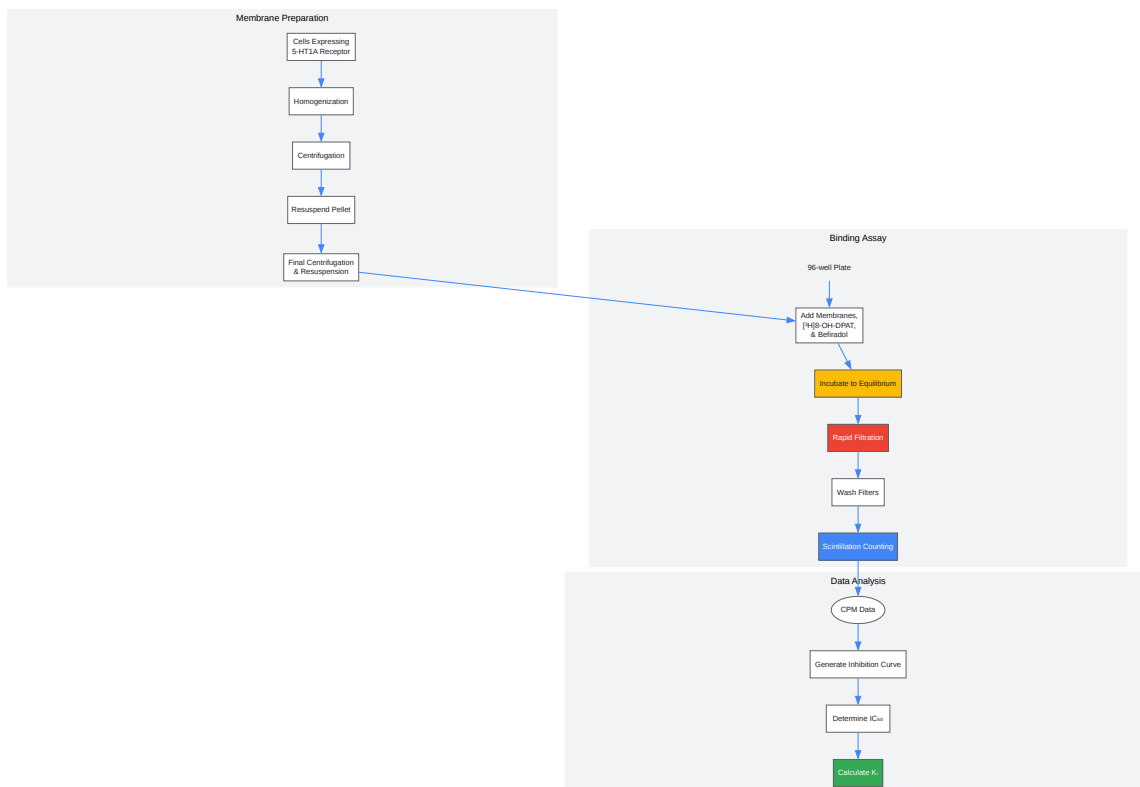 Membrane Preparation
Cells Expressing
5-HT1A Receptor
Homogenization
Centrifugation
Resuspend Pellet
Final Centrifugation
& Resuspension
Binding Assay
96-well Plate
Add Membranes,
[³H]8-OH-DPAT,
& Befiradol
Incubate to Equilibrium
Rapid Filtration
Wash Filters
Scintillation Counting
Data Analysis
CPM Data
Generate Inhibition Curve
Determine IC₅₀
Calculate Kᵢ